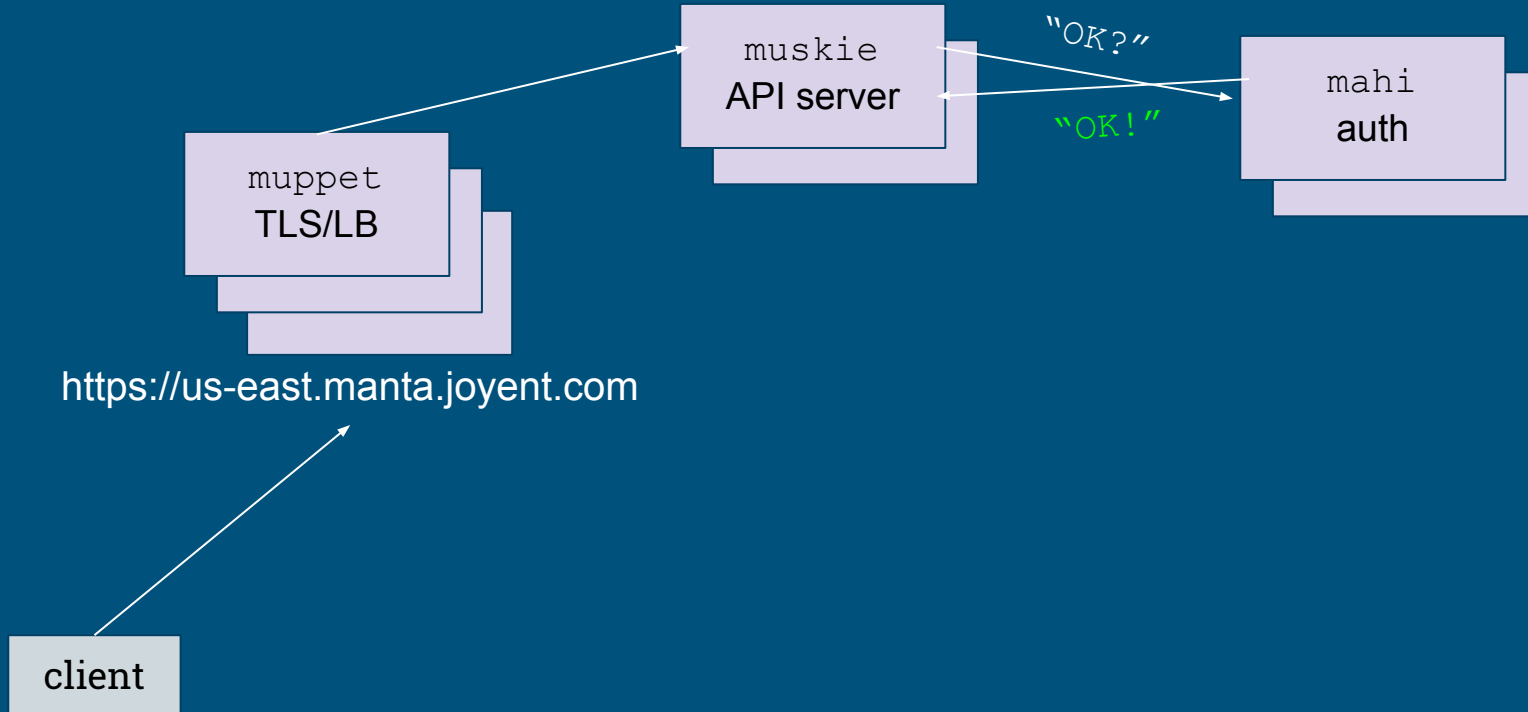 muskie
API server
“OK?”
mahi
auth
“OK!”
muppet
TLS/LB
https://us-east.manta.joyent.com
client